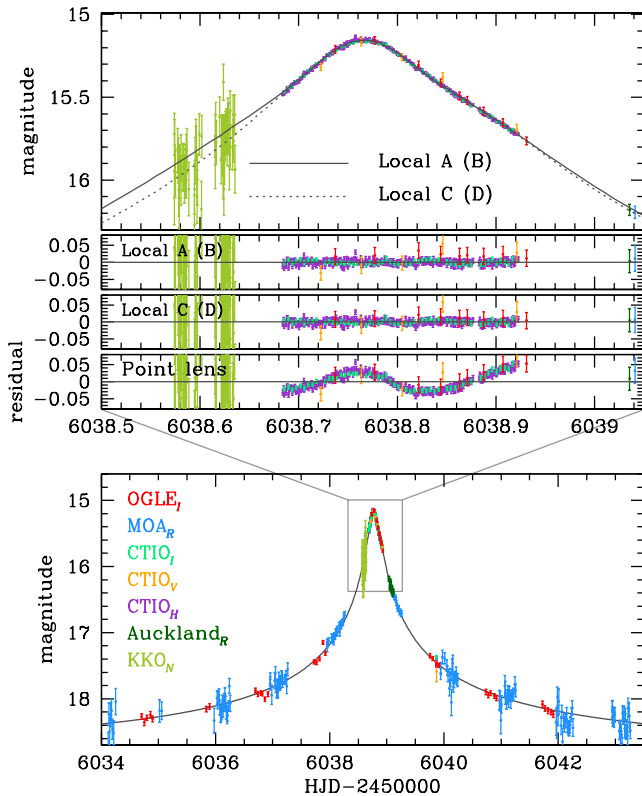 15
15.5
16
magnitude
Local A (B)
Local C (D)
0.05
0
−0.05
Local A (B)
0.05
0
−0.05
Local C (D)
0.05
0
−0.05
Point lens
residual
6038.5
6038.6
6038.7
6038.8
6038.9
6039
15
16
17
18
magnitude
OGLE_I
MOA_R
CTIO_I
CTIO_V
CTIO_H
Auckland_R
KKO_N
6034
6036
6038
6040
6042
HJD-2450000